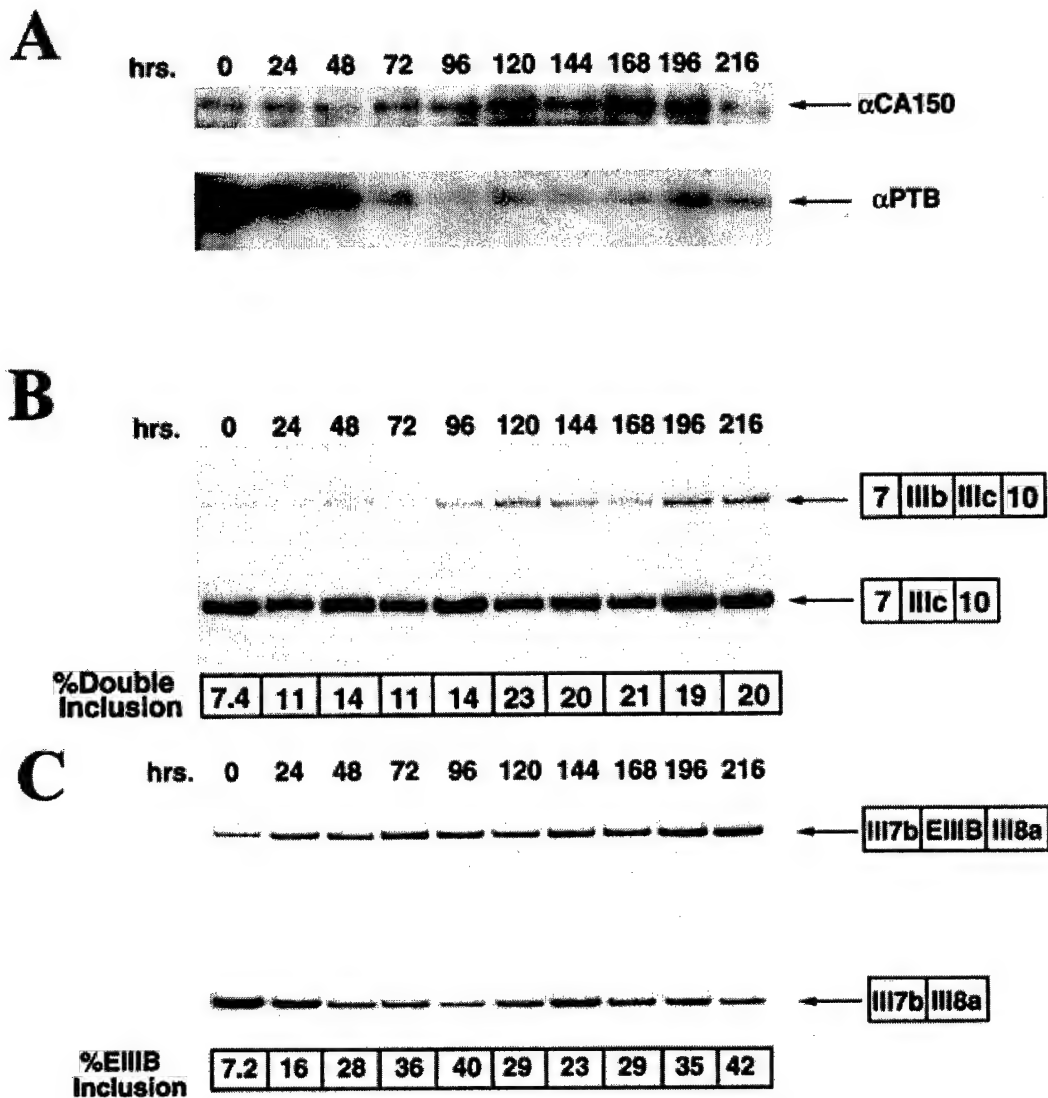 A
hrs. 0 24 48 72 96 120 144 168 196 216
αCA150
αPTB
B
hrs. 0 24 48 72 96 120 144 168 196 216
7 IIIb IIIc 10
7 IIIc 10
%Double
Inclusion 7.4 11 14 11 14 23 20 21 19 20
C
hrs. 0 24 48 72 96 120 144 168 196 216
III7b EIIIB III8a
III7b III8a
%EIIIB
Inclusion 7.2 16 28 36 40 29 23 29 35 42